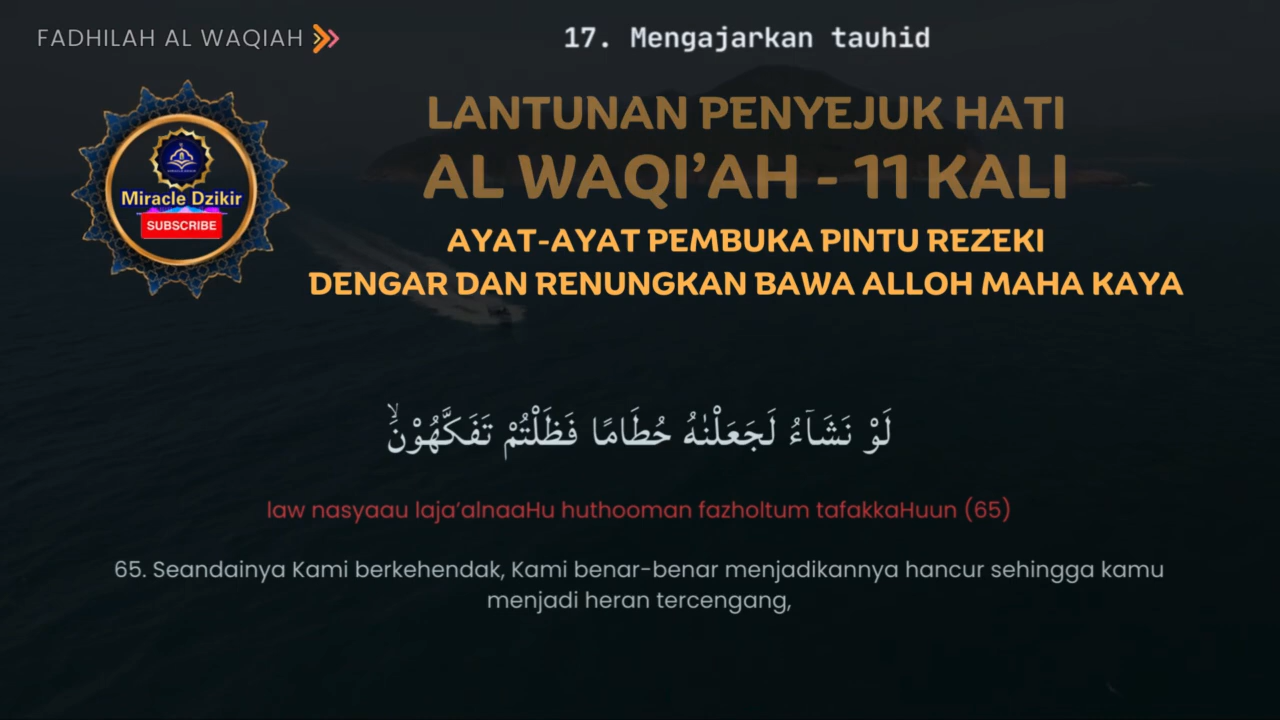 FADHILAH AL WAQIAH
17. Mengajarkan tauhid
LANTUNAN PENYEJUK HATI
AL WAQI'AH - 11 KALI
AYAT-AYAT PEMBUKA PINTU REZEKI
DENGAR DAN RENUNGKAN BAWA ALLOH MAHA KAYA
Miracle Dzikir
SUBSCRIBE
لَوْ نَشَاۤءُ لَجَعَلْنٰهُ حُطَامًا فَظَلْتُمْ تَفَكَّهُوْنَۙ
law nasyaau laja'alnaaHu huthooman fazholtum tafakkaHuun (65)
65. Seandainya Kami berkehendak, Kami benar-benar menjadikannya hancur sehingga kamu
menjadi heran tercengang,